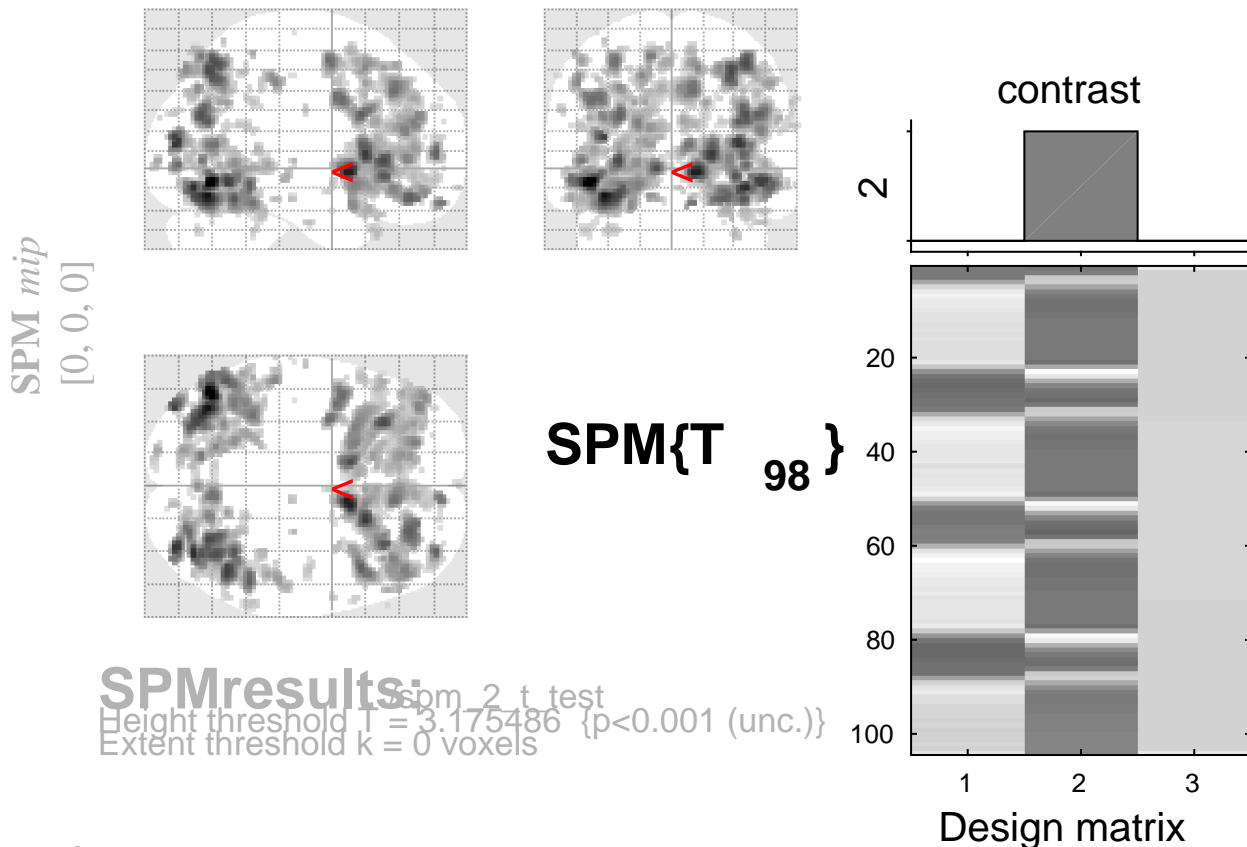 SPM mip
[0, 0, 0]
<
<
<
SPM{T 98}
contrast
2
20
40
60
80
100
1 2 3
Design matrix
SPMresults: ./spm_2_t_test
Height threshold T = 3.175486 {p<0.001 (unc.)}
Extent threshold k = 0 voxels